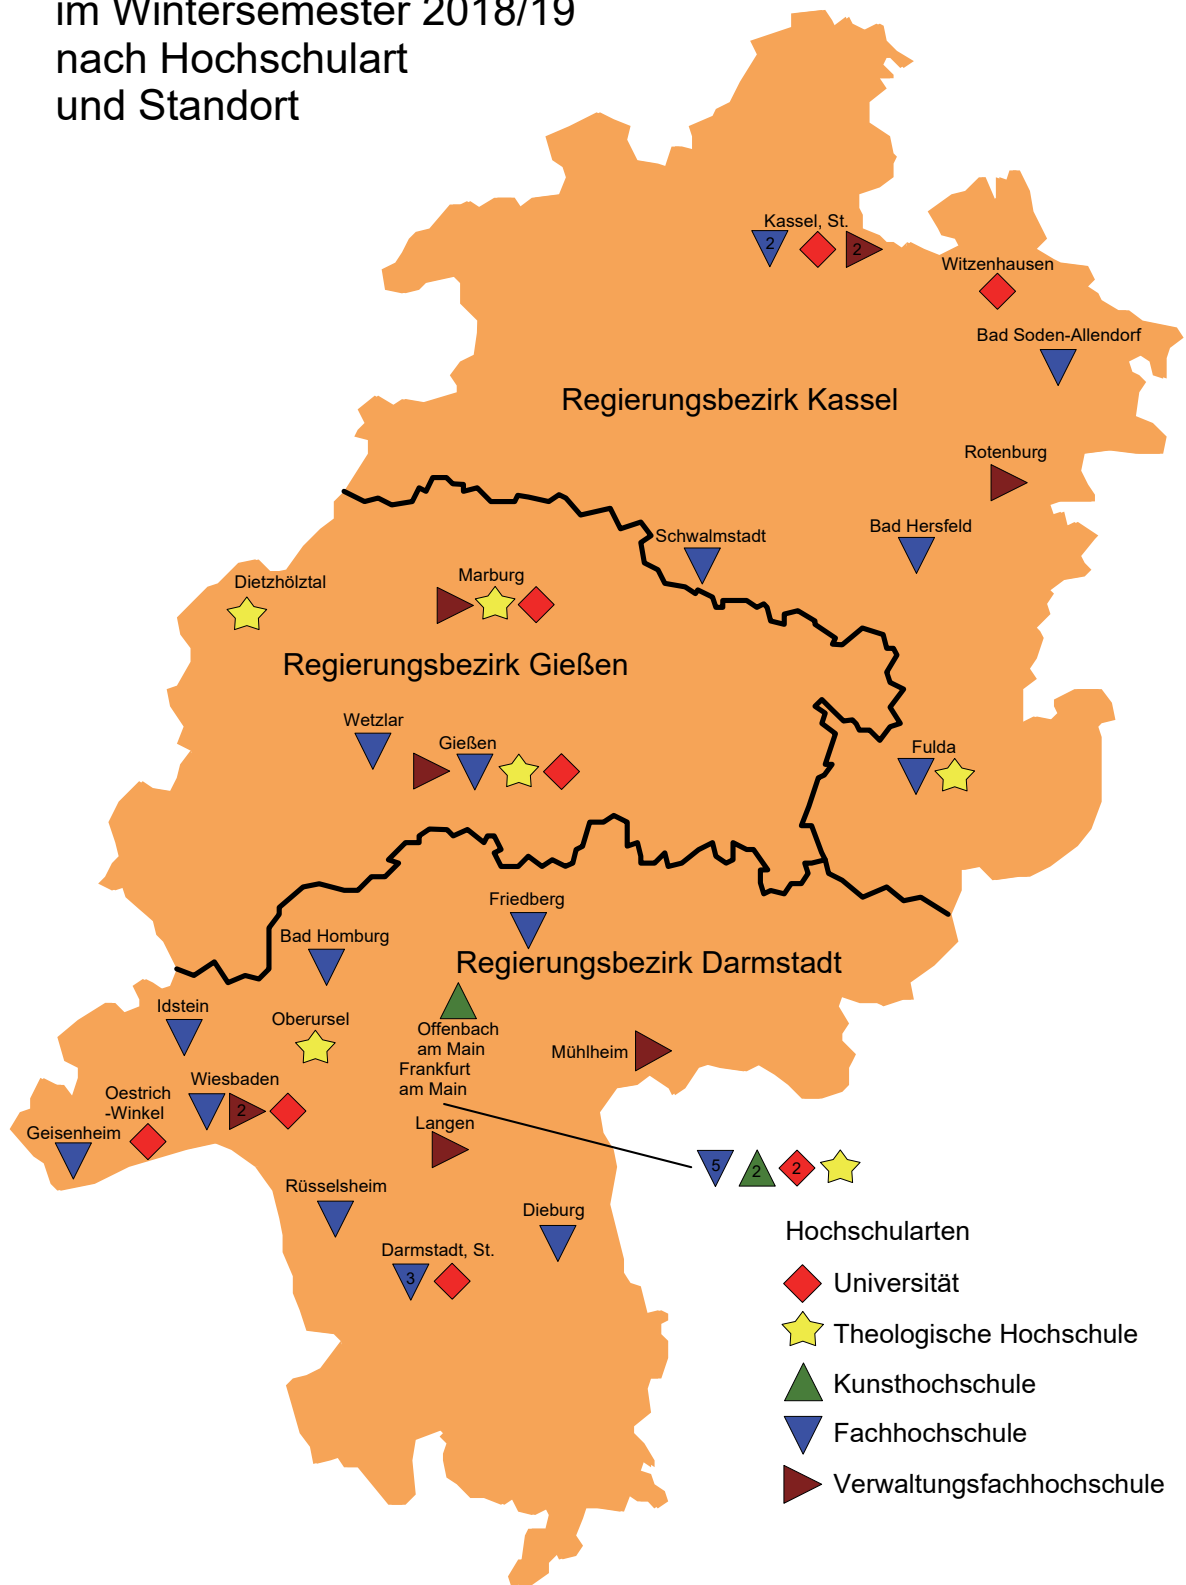 im Wintersemester 2018/19
nach Hochschulart
und Standort
Kassel, St.
2
2
Witzenhausen
Bad Soden-Allendorf
Regierungsbezirk Kassel
Rotenburg
Bad Hersfeld
Schwalmstadt
Dietzhölztal
Marburg
Regierungsbezirk Gießen
Wetzlar
Gießen
Fulda
Friedberg
Bad Homburg
Regierungsbezirk Darmstadt
Idstein
Oberursel
Offenbach
am Main
Mühlheim
Frankfurt
am Main
Wiesbaden
2
Oestrich
-Winkel
Geisenheim
Langen
5
2
2
Rüsselsheim
Dieburg
Darmstadt, St.
3
Hochschularten
Universität
Theologische Hochschule
Kunsthochschule
Fachhochschule
Verwaltungsfachhochschule